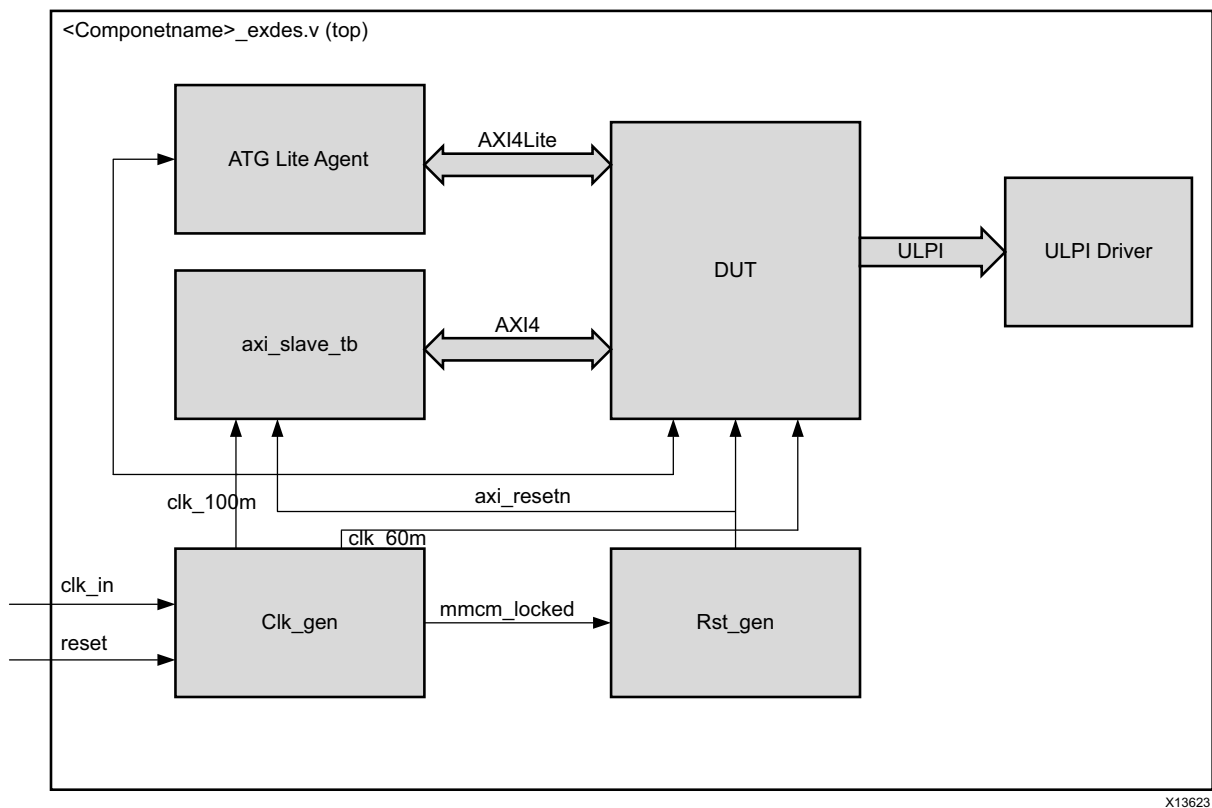 <Componetname>_exdes.v (top)
ATG Lite Agent
AXI4Lite
DUT
ULPI
ULPI Driver
axi_slave_tb
AXI4
clk_100m
axi_resetn
clk_60m
clk_in
reset
Clk_gen
mmcm_locked
Rst_gen
X13623